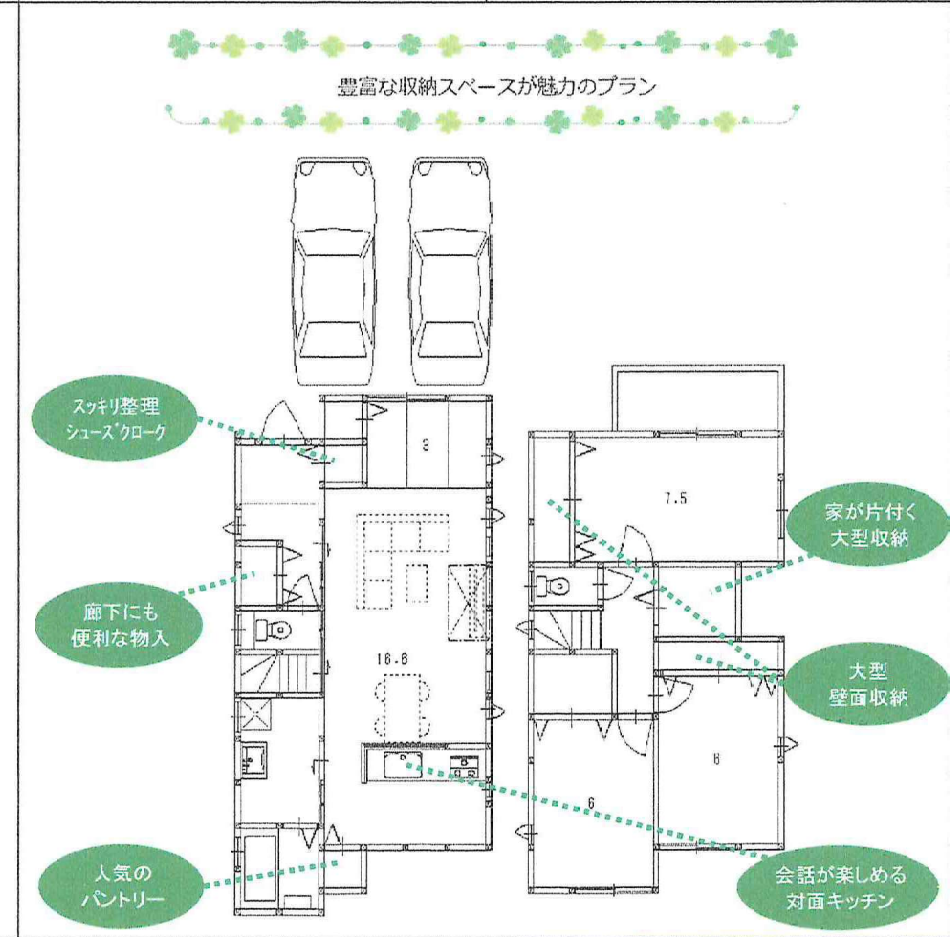 豊富な収納スペースが魅力のプラン
スッキリ整理
シューズクローク
3
7.5
家が片付く
大型収納
廊下にも
便利な物入
16.6
大型
壁面収納
6
6
人気の
パントリー
会話が楽しめる
対面キッチン